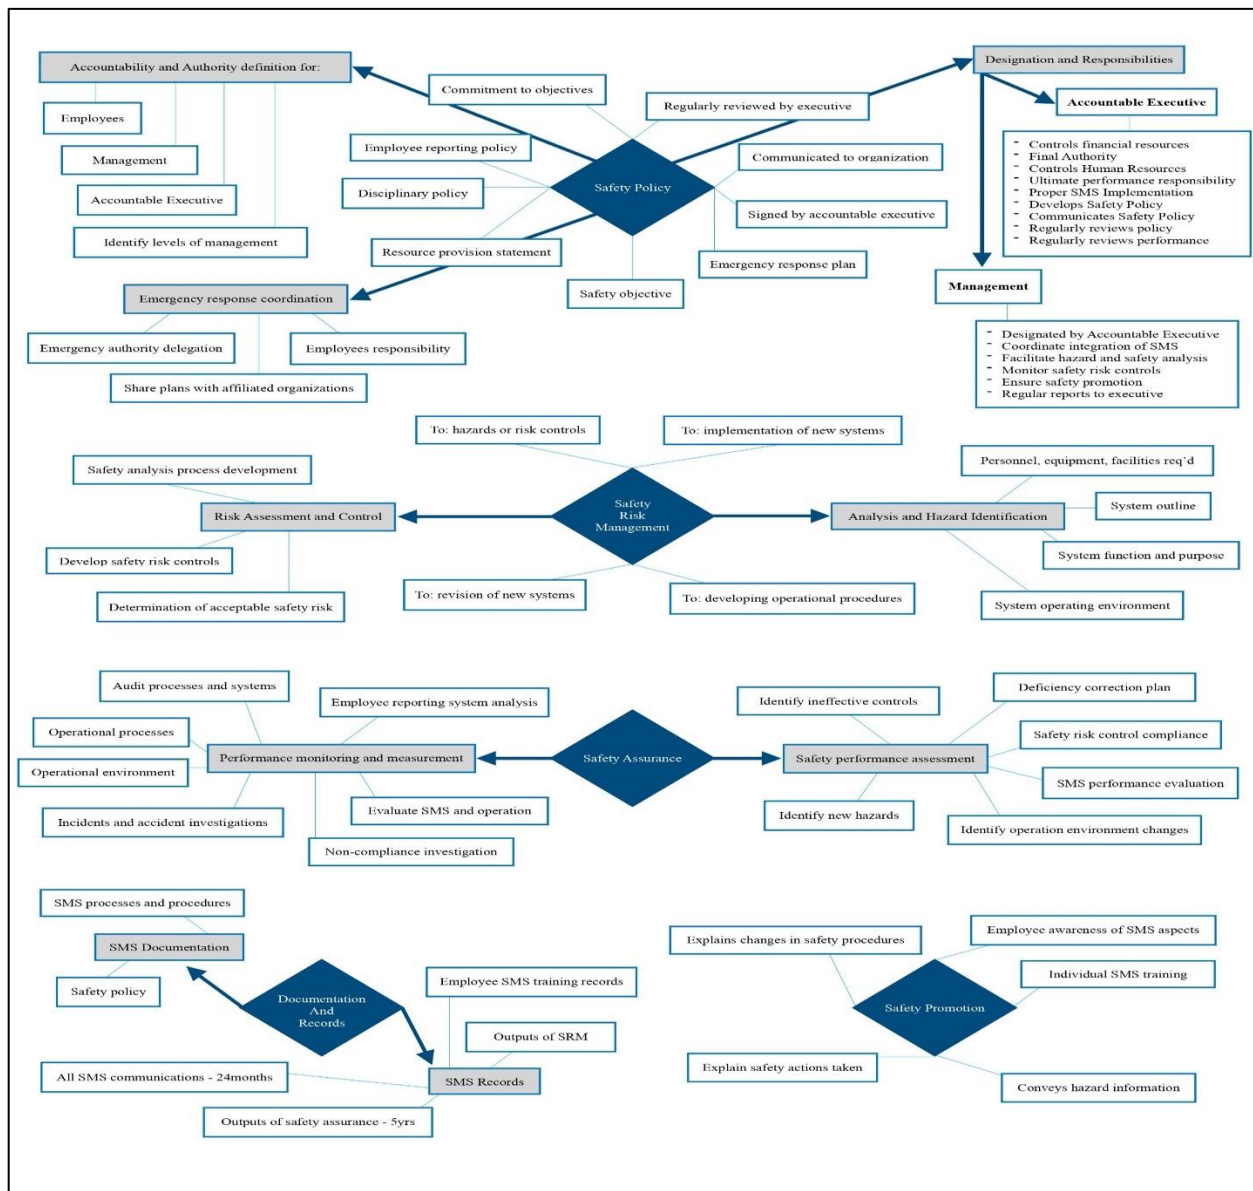 Accountability and Authority definition for:
Employees
Management
Accountable Executive
Identify levels of management
Commitment to objectives
Regularly reviewed by executive
Employee reporting policy
Communicated to organization
Disciplinary policy
Safety Policy
Signed by accountable executive
Resource provision statement
Emergency response plan
Safety objective
Designation and Responsibilities
Accountable Executive
- Controls financial resources
- Final Authority
- Controls Human Resources
- Ultimate performance responsibility
- Proper SMS Implementation
- Develops Safety Policy
- Communicates Safety Policy
- Regularly reviews policy
- Regularly reviews performance
Management
- Designated by Accountable Executive
- Coordinate integration of SMS
- Facilitate hazard and safety analysis
- Monitor safety risk controls
- Ensure safety promotion
- Regular reports to executive
Emergency response coordination
Emergency authority delegation
Employees responsibility
Share plans with affiliated organizations
To: hazards or risk controls
To: implementation of new systems
Safety analysis process development
Risk Assessment and Control
Develop safety risk controls
Determination of acceptable safety risk
Safety
Risk
Management
To: revision of new systems
To: developing operational procedures
Personnel, equipment, facilities req'd
System outline
Analysis and Hazard Identification
System function and purpose
System operating environment
Audit processes and systems
Employee reporting system analysis
Operational processes
Performance monitoring and measurement
Operational environment
Evaluate SMS and operation
Incidents and accident investigations
Non-compliance investigation
Safety Assurance
Identify ineffective controls
Deficiency correction plan
Safety risk control compliance
Safety performance assessment
SMS performance evaluation
Identify new hazards
Identify operation environment changes
SMS processes and procedures
SMS Documentation
Safety policy
Documentation
And
Records
Employee SMS training records
Outputs of SRM
All SMS communications - 24months
SMS Records
Outputs of safety assurance - 5yrs
Explains changes in safety procedures
Employee awareness of SMS aspects
Individual SMS training
Safety Promotion
Explain safety actions taken
Conveys hazard information